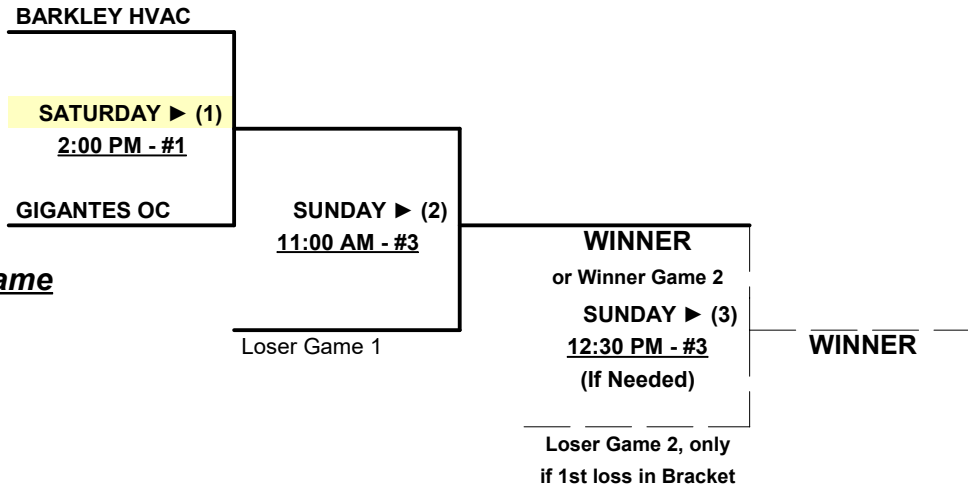 BARKLEY HVAC
SATURDAY ► (1)
2:00 PM - #1
GIGANTES OC
SUNDAY ► (2)
11:00 AM - #3
WINNER
or Winner Game 2
ame
SUNDAY ► (3)
Loser Game 1
12:30 PM - #3
WINNER
(If Needed)
Loser Game 2, only
if 1st loss in Bracket